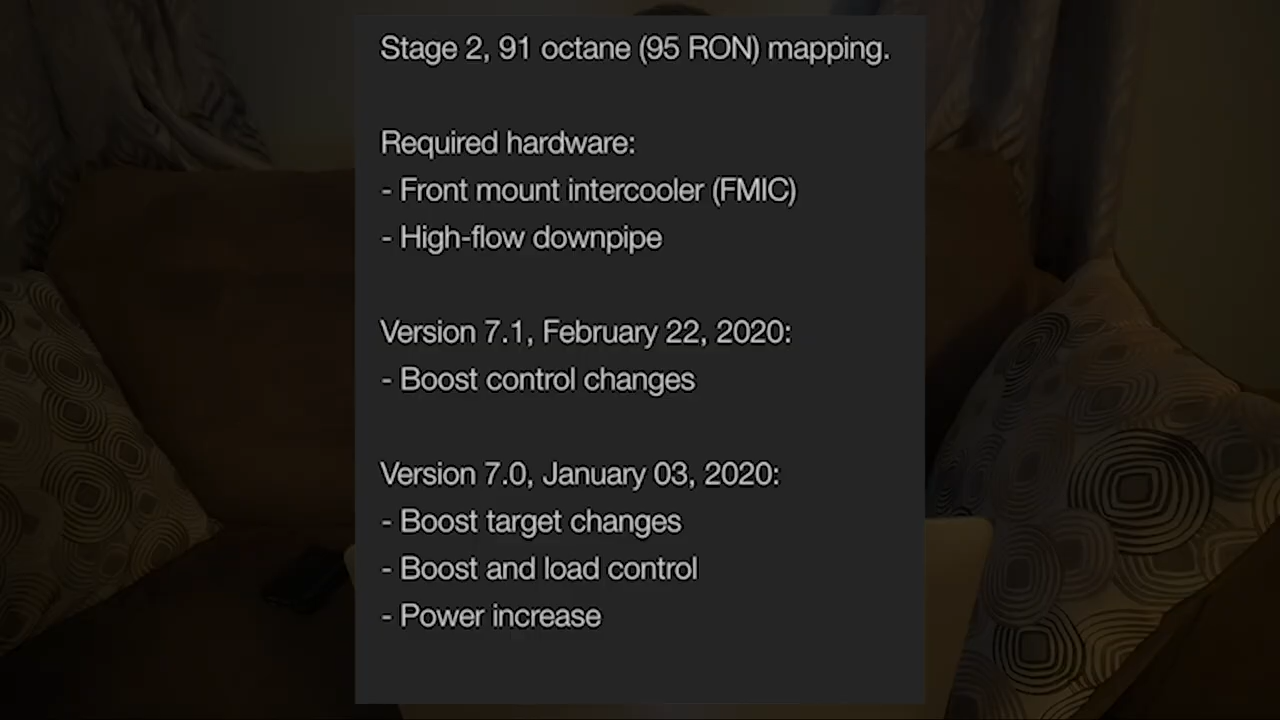 Stage 2, 91 octane (95 RON) mapping.
Required hardware:
- Front mount intercooler (FMIC)
- High-flow downpipe
Version 7.1, February 22, 2020:
- Boost control changes
Version 7.0, January 03, 2020:
- Boost target changes
- Boost and load control
- Power increase